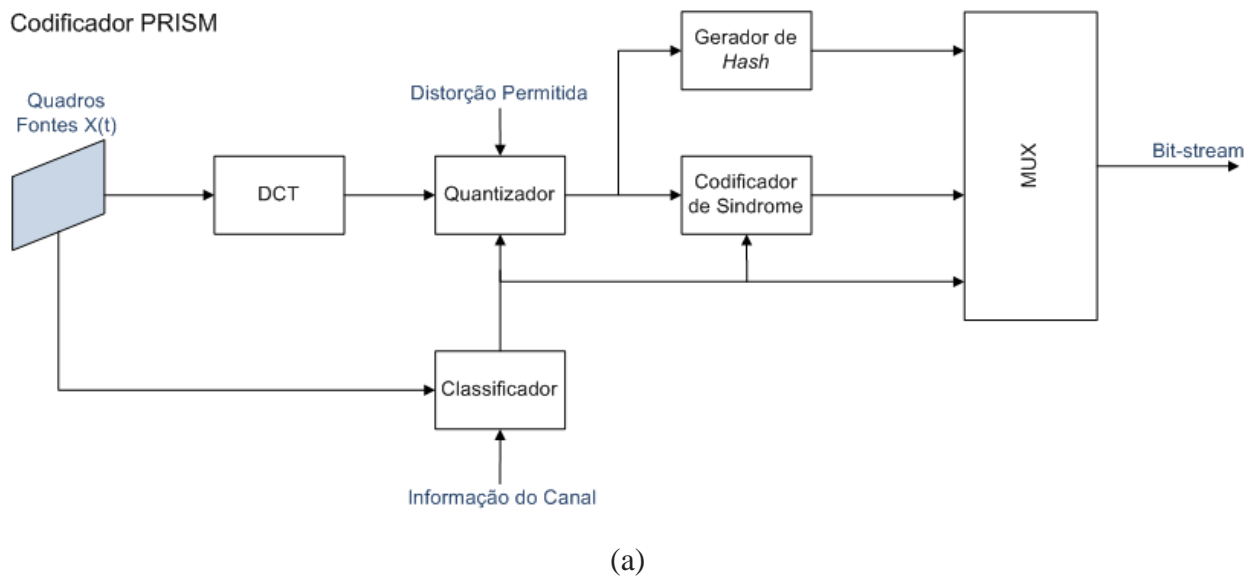 Codificador PRISM
Gerador de
Hash
Distorção Permitida
Quadros
Fontes X(t)
Bit-stream
MUX
DCT
Quantizador
Codificador
de Sindrome
Classificador
Informação do Canal
(a)